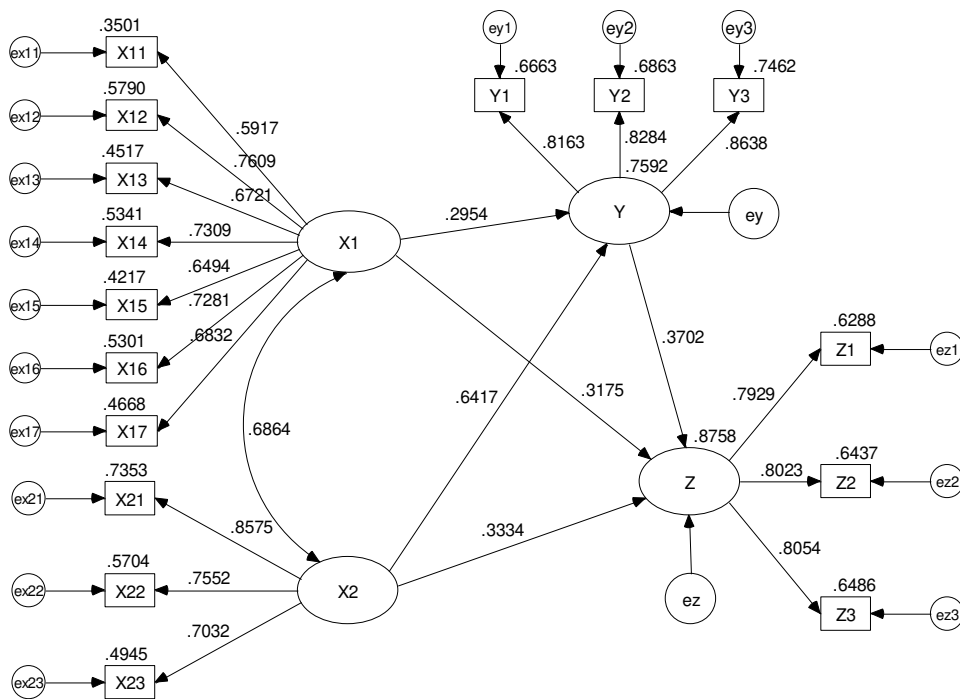 .3501
ex11
X11
.5790
ex12
X12
.4517
ex13
X13
.5341
ex14
X14
.4217
ex15
X15
.5301
ex16
X16
.4668
ex17
X17
.7353
ex21
X21
.5704
ex22
X22
.4945
ex23
X23
.5917
.7609
.6721
.7309
.6494
.7281
.6832
X1
.6864
.8575
.7552
.7032
X2
ey1
ey2
ey3
.6663
.6863
.7462
Y1
Y2
Y3
.8163
.8284
.8638
.7592
Y
ey
.2954
.6417
.3175
.3702
.3334
.8758
Z
ez
.7929
.8023
.8054
.6288
Z1
ez1
.6437
Z2
ez2
.6486
Z3
ez3